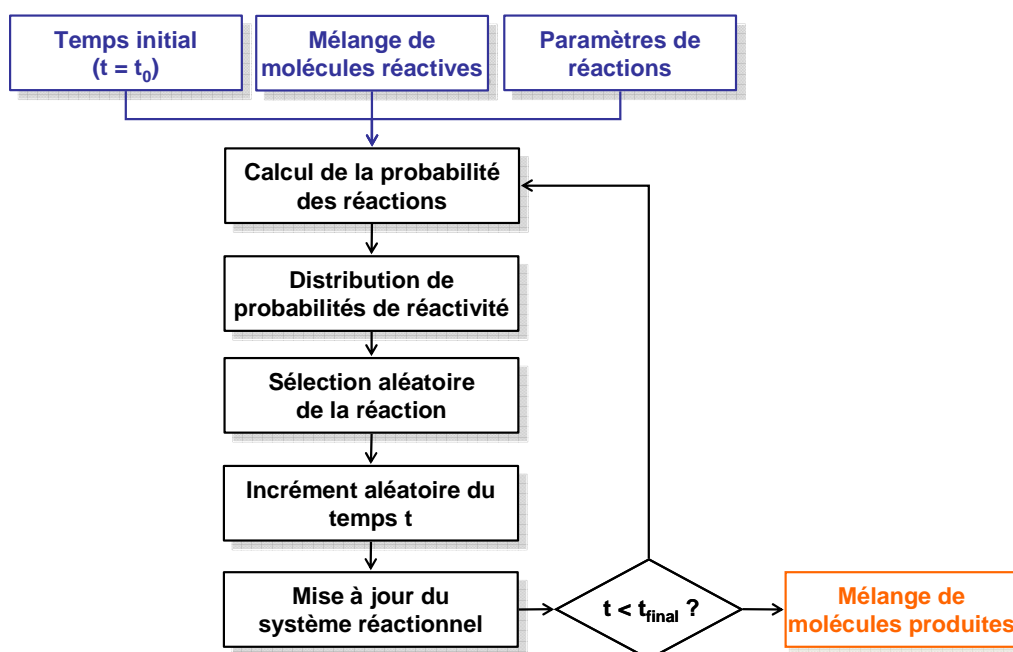 Temps initial
(t = t0)
Mélange de
molécules réactives
Paramètres de
réactions
Calcul de la probabilité
des réactions
Distribution de
probabilités de réactivité
Sélection aléatoire
de la réaction
Incrément aléatoire du
temps t
Mise à jour du
système réactionnel
t < tfinal ?
Mélange de
molécules produites